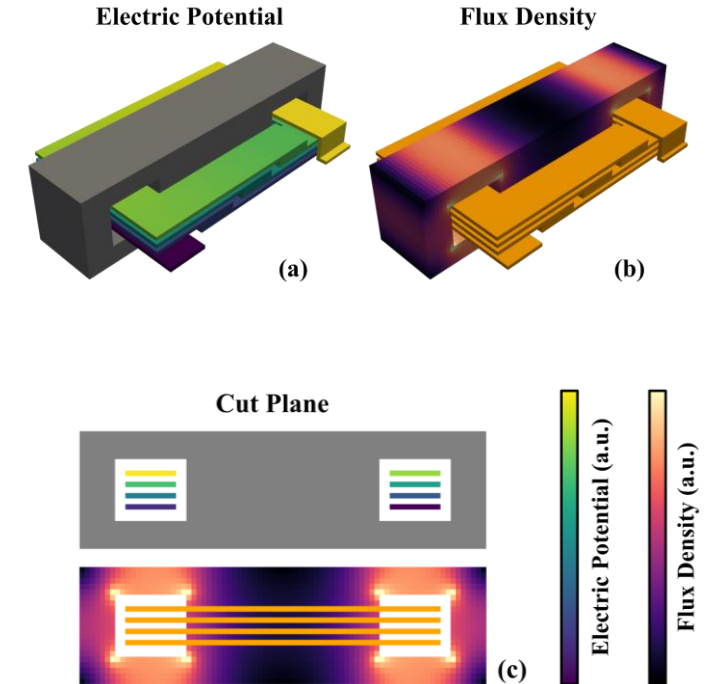 Electric Potential
Flux Density
(a)
(b)
Cut Plane
Electric Potential (a.u.)
Flux Density (a.u.)
(c)